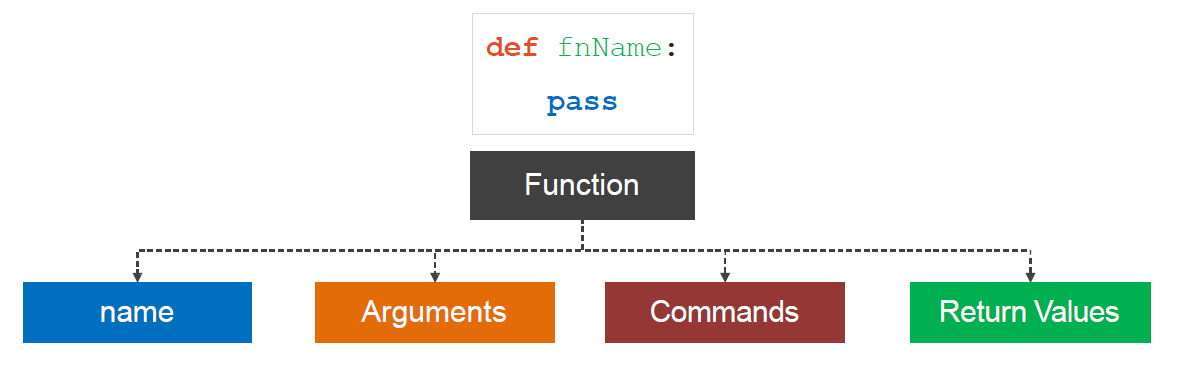 def fnName:
pass
Function
name
Arguments
Commands
Return Values